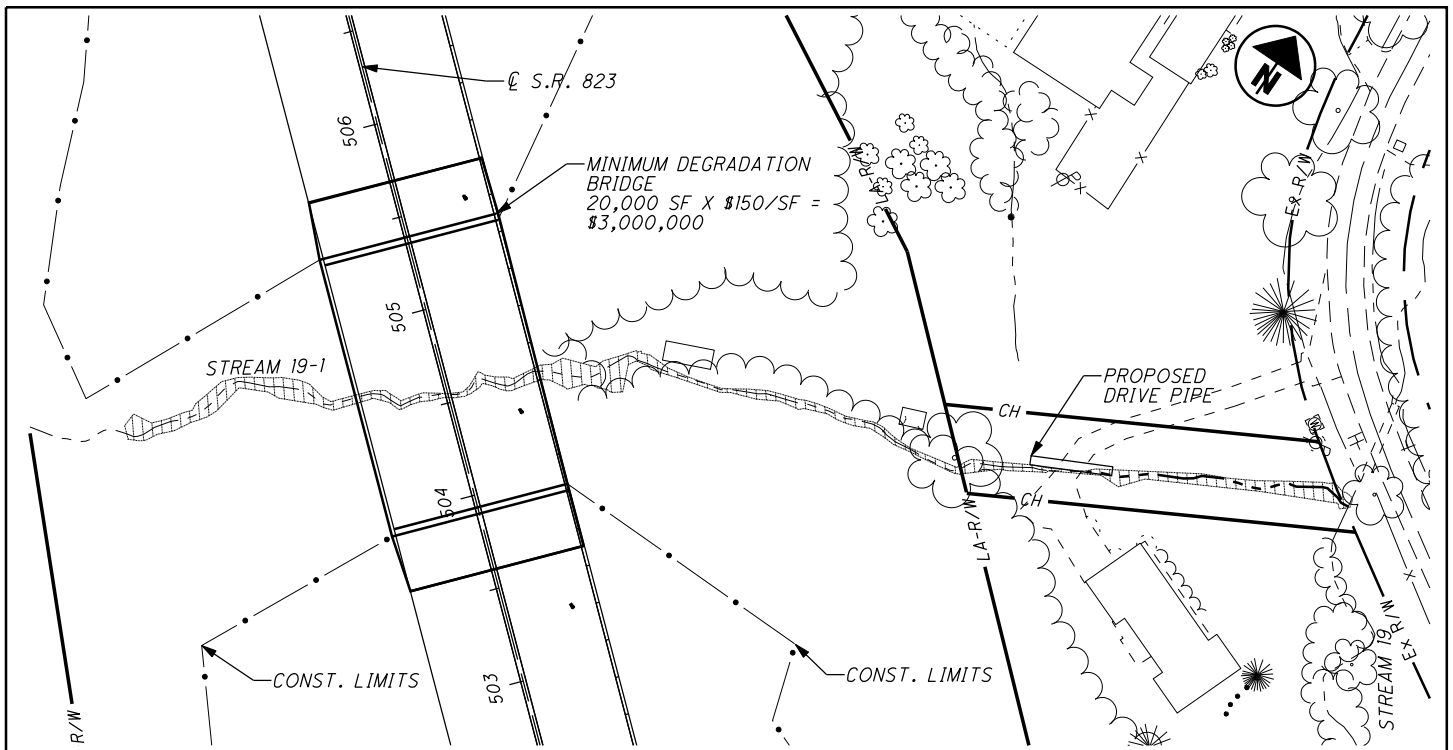 ℄ S.R. 823
N
506
MINIMUM DEGRADATION
BRIDGE
20,000 SF X $150/SF =
$3,000,000
LA-R/W
EX-R/W
505
STREAM 19-1
PROPOSED
DRIVE PIPE
CH
504
CH
LA-R/W
CONST. LIMITS
503
CONST. LIMITS
R/W
STREAM 19
EX R/W